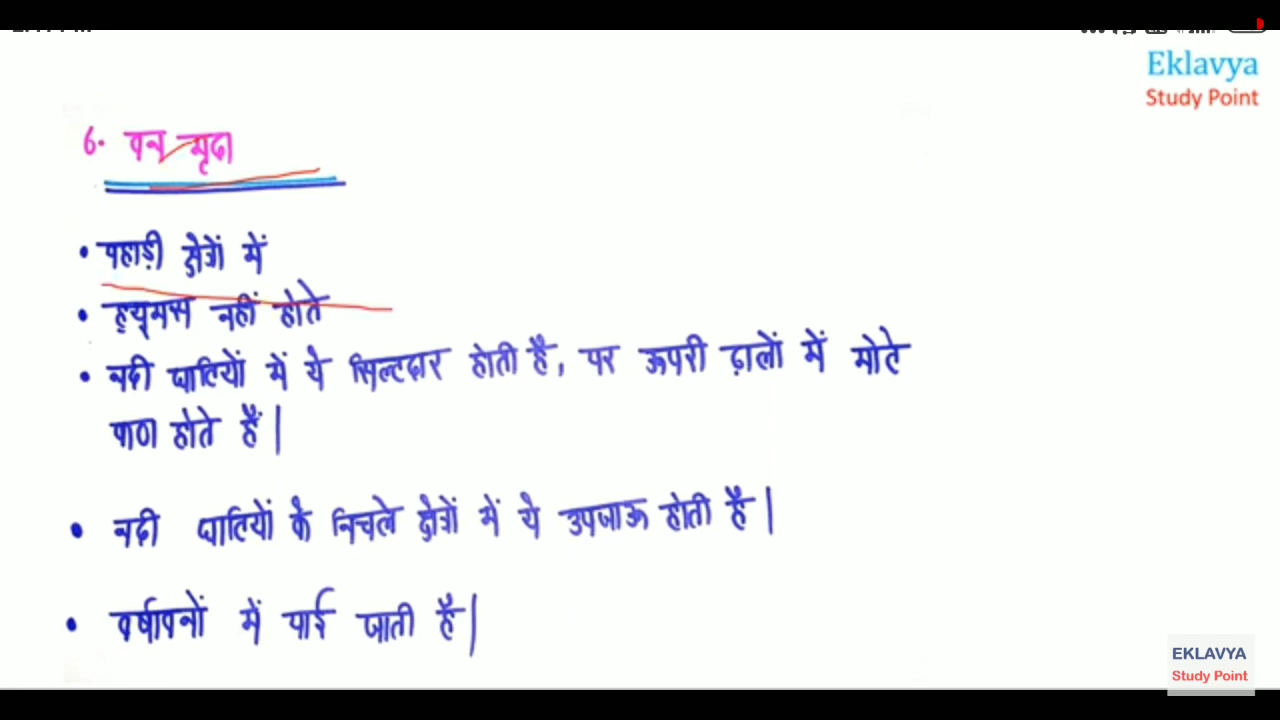 Eklavya
Study Point
6. वन मृदा
• पहाड़ी क्षेत्रों में
• ह्यूमस नहीं होते
• नदी घाटियों में ये सिल्टदार होती है, पर ऊपरी ढ़ालों में मोटे
पाठा होते हैं|
• नदी घाटियों के निचले क्षेत्रों में ये उपजाऊ होती है|
• वर्षावनों में पाई जाती है|
EKLAVYA
Study Point